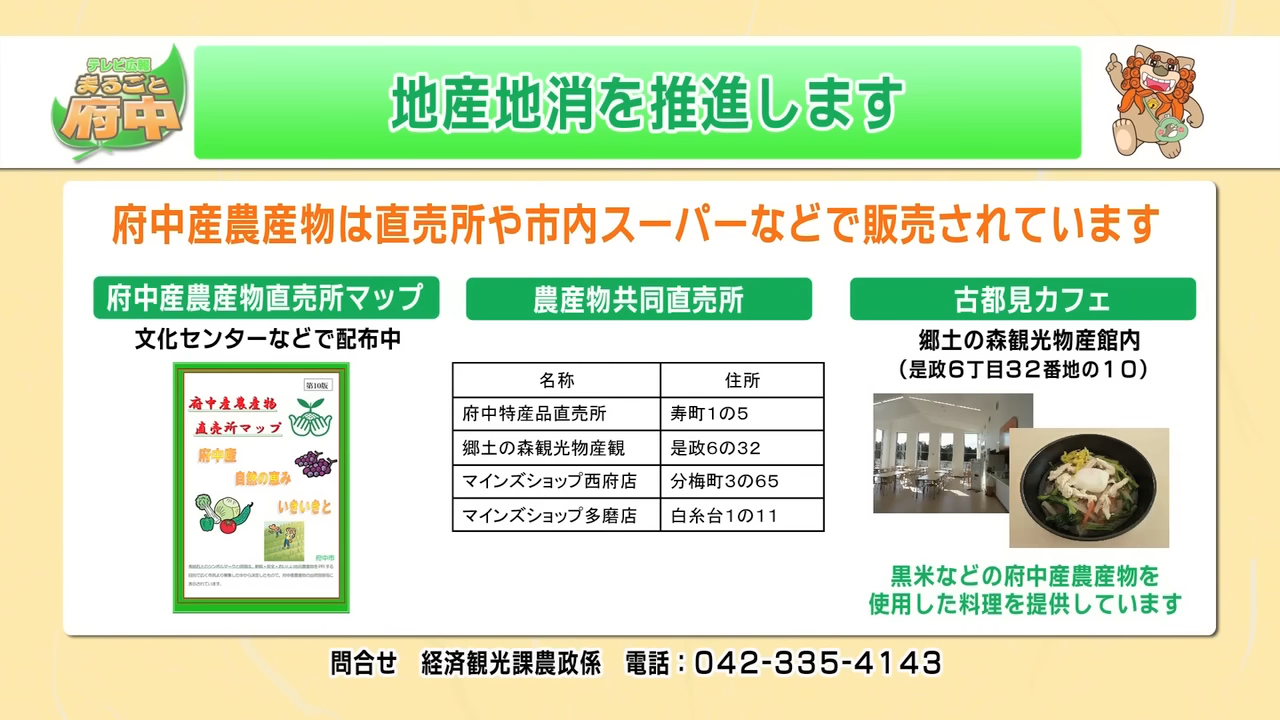 テレビ広報
まるごと
府中
地産地消を推進します
府中産農産物は直売所や市内スーパーなどで販売されています
府中産農産物直売所マップ
文化センターなどで配布中
第10版
府中産農産物
直売所マップ
府中産
自然の恵み
いきいきと
府中市
農産物共同直売所
名称 住所
府中特産品直売所 寿町1の5
郷土の森観光物産観 是政6の32
マインズショップ西府店 分梅町3の65
マインズショップ多磨店 白糸台1の11
古都見カフェ
郷土の森観光物産館内
（是政６丁目３２番地の１０）
黒米などの府中産農産物を
使用した料理を提供しています
問合せ 経済観光課農政係 電話：０４２-３３５-４１４３